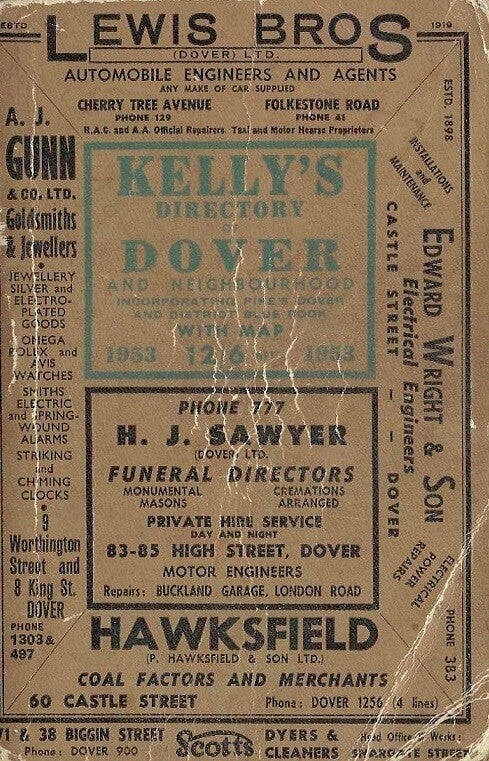 ESTD
1919
LEWIS BROS
(DOVER) LTD.
AUTOMOBILE ENGINEERS AND AGENTS
ANY MAKE OF CAR SUPPLIED
CHERRY TREE AVENUE FOLKESTONE ROAD
PHONE 129 PHONE 41
R.A.C. and A.A. Official Repairers Taxi and Motor Hearse Proprietors
A. J.
GUNN
& CO. LTD.
Goldsmiths
& Jewellers
JEWELLERY
SILVER and
ELECTRO-
PLATED
GOODS
OMEGA
ROLEX and
AVIS
WATCHES
SMITHS
ELECTRIC
and SPRING-
WOUND
ALARMS
STRIKING
and
CHIMING
CLOCKS
9
Worthington
Street and
8 King St.
DOVER
PHONE
1303 &
497
KELLY'S
DIRECTORY
OF
DOVER
AND NEIGHBOURHOOD
INCORPORATING PIKE'S DOVER
AND DISTRICT BLUE BOOK
WITH MAP
1953 12/6 NET 1953
PHONE 777
H. J. SAWYER
(DOVER) LTD.
FUNERAL DIRECTORS
MONUMENTAL MASONS
CREMATIONS ARRANGED
PRIVATE HIRE SERVICE
DAY AND NIGHT
83-85 HIGH STREET, DOVER
MOTOR ENGINEERS
Repairs: BUCKLAND GARAGE, LONDON ROAD
ESTD. 1898
INSTALLATIONS
and
MAINTENANCE
EDWARD WRIGHT & SON
Electrical Engineers
CASTLE STREET - - DOVER
ELECTRICAL
POWER
REPAIRS
PHONE 383
HAWKSFIELD
(P. HAWKSFIELD & SON LTD.)
COAL FACTORS AND MERCHANTS
60 CASTLE STREET Phone: DOVER 1256 (4 lines)
71 & 38 BIGGIN STREET
Phone: DOVER 900
Scotts
DYERS &
CLEANERS
Head Office & Works:
SNARGATE STREET